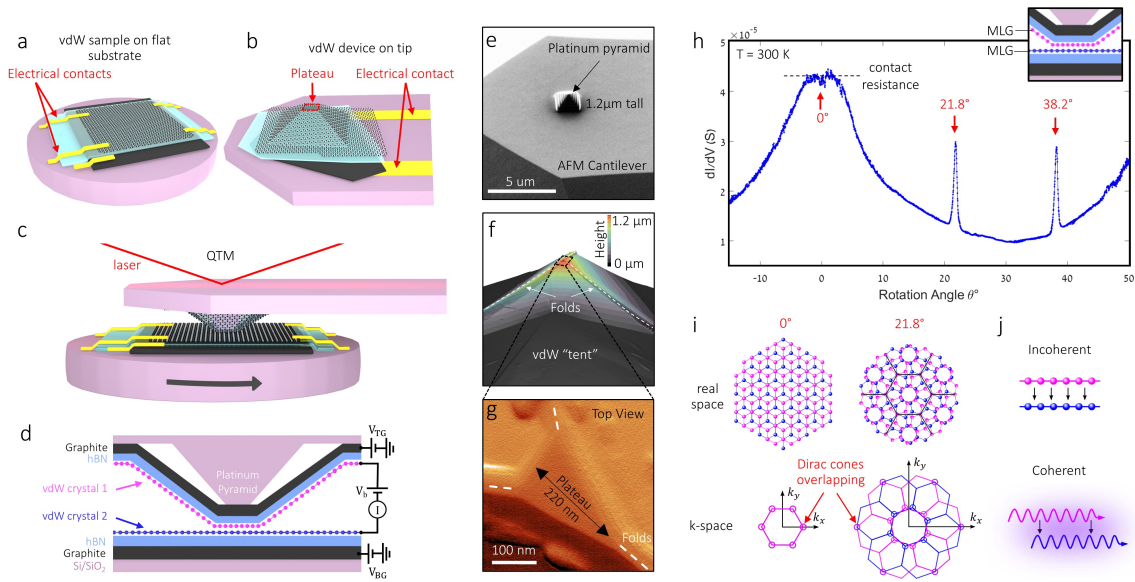 a
vdW sample on flat
substrate
Electrical contacts
b
vdW device on tip
Plateau
Electrical contact
c
QTM
laser
d
Graphite
hBN
Platinum
Pyramid
vdW crystal 1
vdW crystal 2
hBN
Graphite
Si/SiO₂
V_TG
V_b
I
V_BG
e
Platinum pyramid
1.2μm tall
AFM Cantilever
5 um
f
Height
1.2 μm
0 μm
Folds
vdW “tent”
g
Top View
Plateau
220 nm
Folds
100 nm
h
×10⁻⁵
T = 300 K
contact
resistance
0°
21.8°
38.2°
MLG
MLG
dI/dV (S)
5
4
3
2
1
-10
0
10
20
30
40
50
Rotation Angle θ°
i
0°
21.8°
real
space
Dirac cones
overlapping
k-space
k_y
k_x
k_y
k_x
j
Incoherent
Coherent